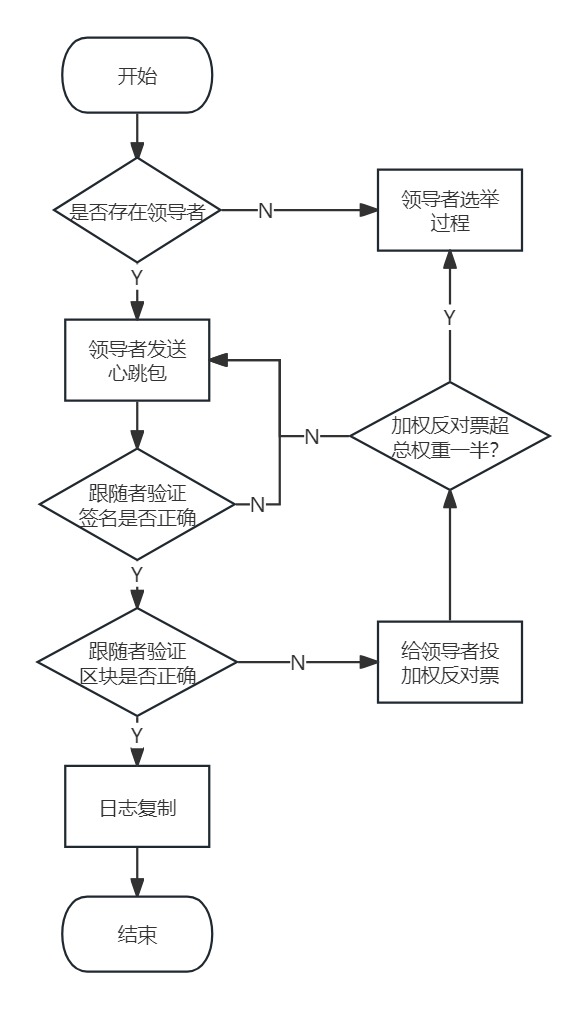 开始
是否存在领导者
N
领导者选举
过程
Y
Y
领导者发送
心跳包
加权反对票超
总权重一半?
N
跟随者验证
签名是否正确
N
Y
跟随者验证
区块是否正确
N
给领导者投
加权反对票
Y
日志复制
结束